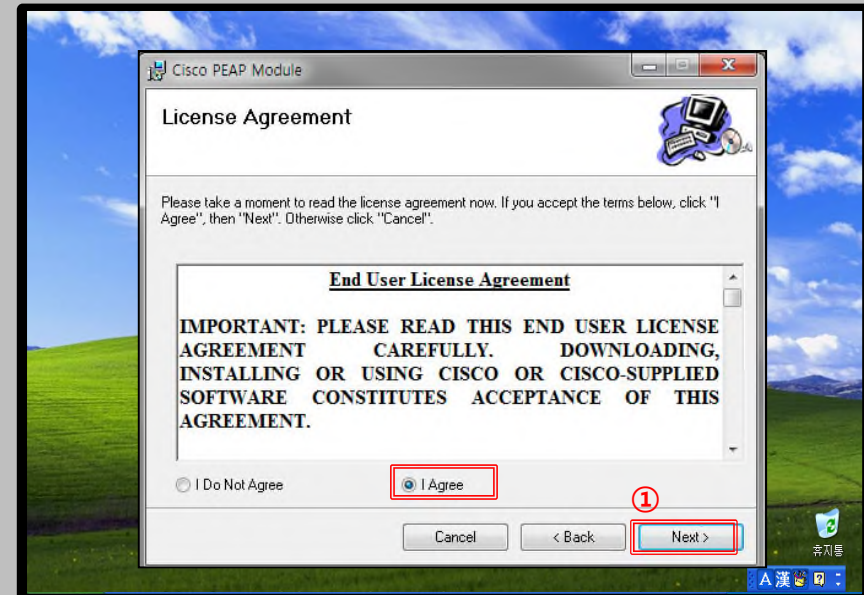 Cisco PEAP Module
License Agreement
Please take a moment to read the license agreement now. If you accept the terms below, click "I
Agree", then "Next". Otherwise click "Cancel".
End User License Agreement
IMPORTANT: PLEASE READ THIS END USER LICENSE
AGREEMENT CAREFULLY. DOWNLOADING,
INSTALLING OR USING CISCO OR CISCO-SUPPLIED
SOFTWARE CONSTITUTES ACCEPTANCE OF THIS
AGREEMENT.
I Do Not Agree
I Agree
①
Cancel
< Back
Next >
휴지통
A 漢